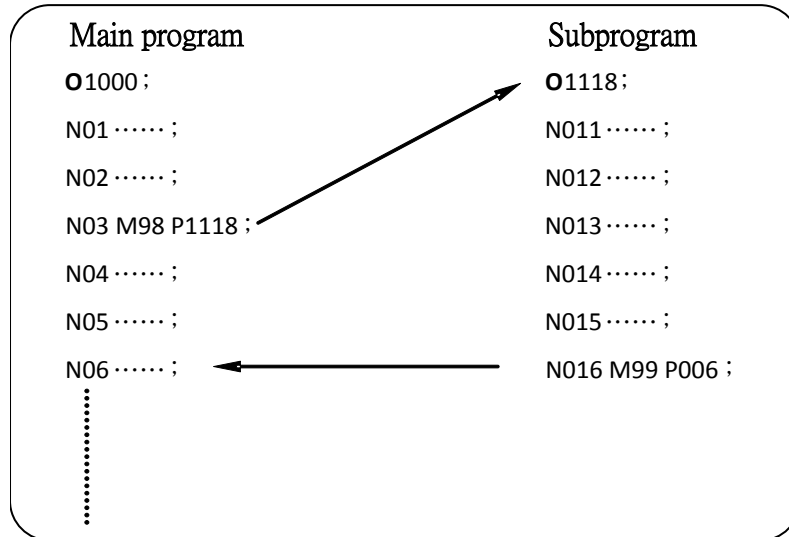 Main program
O1000；
N01 ……；
N02 ……；
N03 M98 P1118；
N04 ……；
N05 ……；
N06 ……；
Subprogram
O1118；
N011 ……；
N012 ……；
N013 ……；
N014 ……；
N015 ……；
N016 M99 P006；